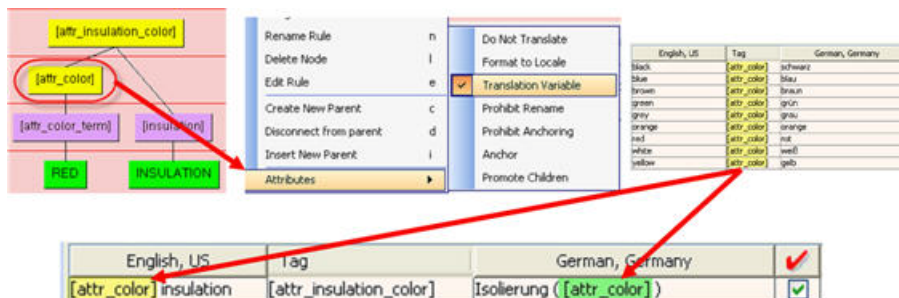 [attr_insulation_color]
[attr_color]
[attr_color_term] [insulation]
RED INSULATION
Rename Rule n
Delete Node l
Edit Rule e
Create New Parent c
Disconnect from parent d
Insert New Parent i
Attributes
Do Not Translate
Format to Locale
Translation Variable
Prohibit Rename
Prohibit Anchoring
Anchor
Promote Children
English, US Tag German, Germany
black [attr_color] schwarz
blue [attr_color] blau
brown [attr_color] braun
green [attr_color] grün
grey [attr_color] grau
orange [attr_color] orange
red [attr_color] rot
white [attr_color] weiß
yellow [attr_color] gelb
English, US Tag German, Germany
[attr_color] insulation [attr_insulation_color] Isolierung ( [attr_color] )